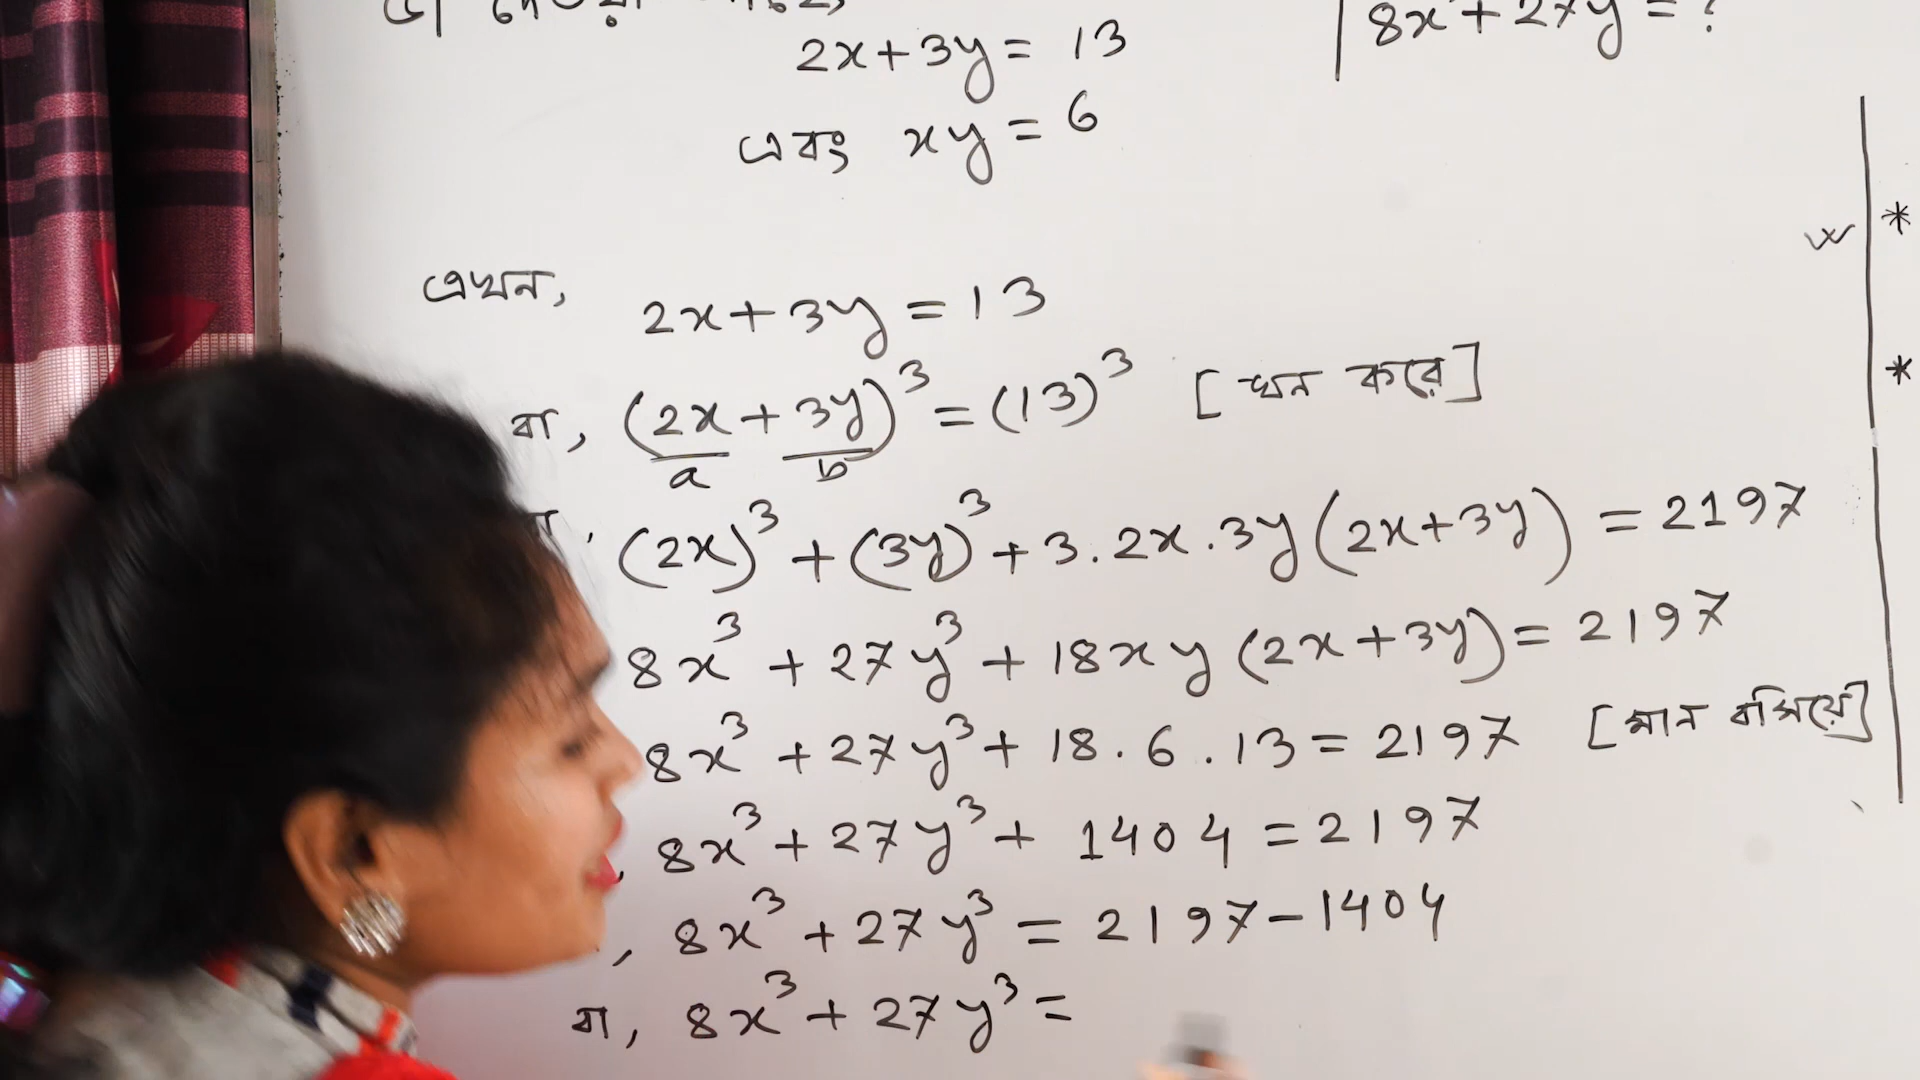 8x + 27y = ?
2x+3y = 13
এবং xy = 6
এখন, 2x+3y = 13
বা, (2x + 3y)³ = (13)³ [ঘন করে]
a b
(2x)³ + (3y)³ + 3.2x.3y(2x+3y) = 2197
8x³ + 27y³ + 18xy (2x+3y) = 2197
8x³ + 27y³ + 18.6.13 = 2197 [মান বসিয়ে]
8x³ + 27y³ + 1404 = 2197
, 8x³ + 27y³ = 2197-1404
বা, 8x³ + 27y³ =
*
*